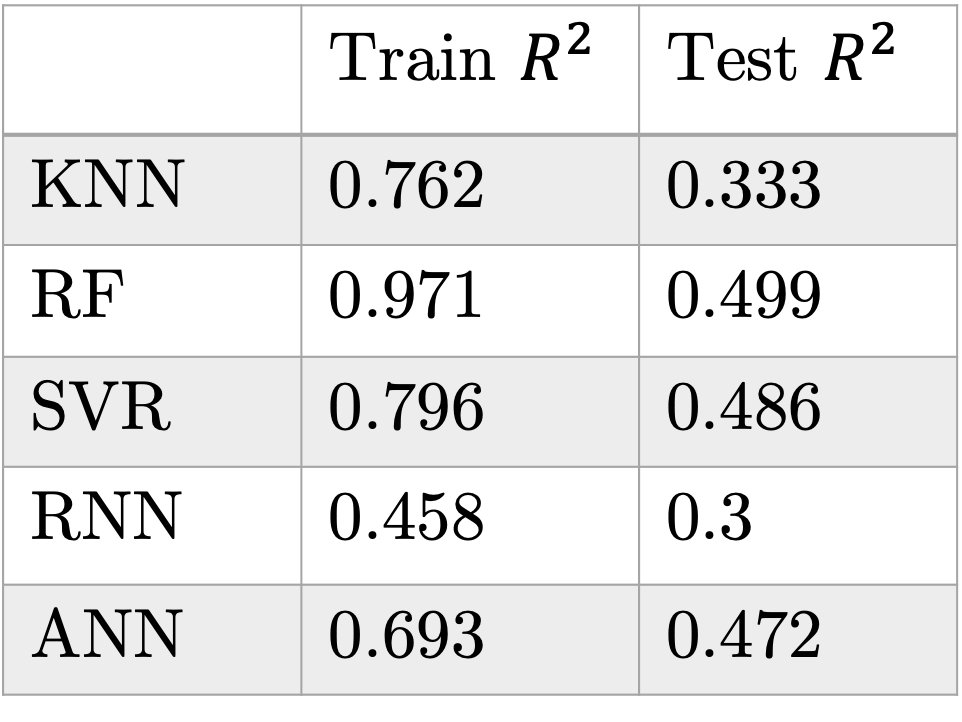 Train R² Test R²
KNN 0.762 0.333
RF 0.971 0.499
SVR 0.796 0.486
RNN 0.458 0.3
ANN 0.693 0.472